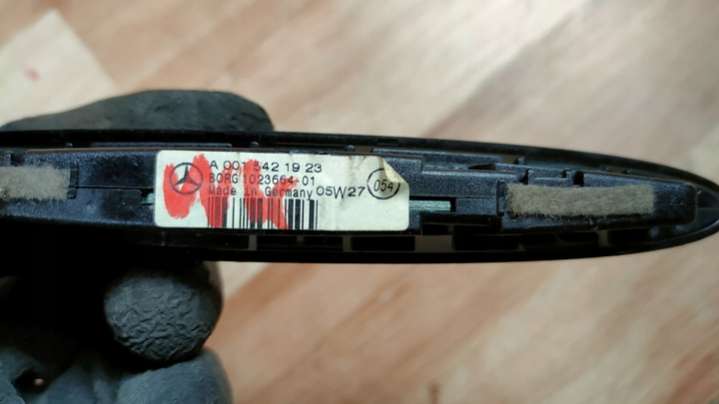 A 001 542 19 23
BORG 1023664-01
Made in Germany 05W27
054